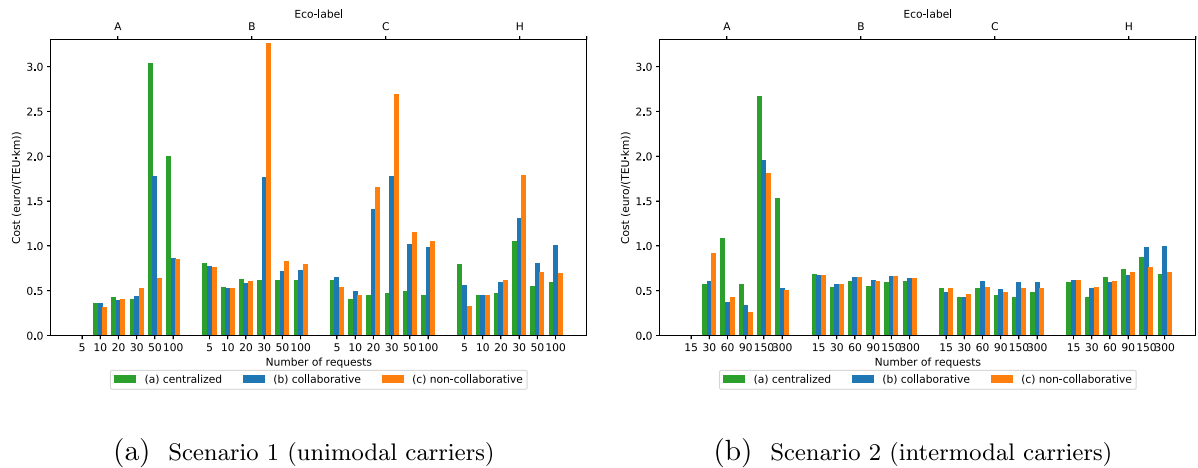 Eco-label
A B C H
3.0
2.5
2.0
1.5
1.0
0.5
0.0
Cost (euro/(TEU•km))
5 10 20 30 50 100 5 10 20 30 50 100 5 10 20 30 50 100 5 10 20 30 50 100
Number of requests
(a) centralized (b) collaborative (c) non-collaborative
(a) Scenario 1 (unimodal carriers)
Eco-label
A B C H
3.0
2.5
2.0
1.5
1.0
0.5
0.0
Cost (euro/(TEU•km))
15 30 60 90 150 300 15 30 60 90 150 300 15 30 60 90 150 300 15 30 60 90 150 300
Number of requests
(a) centralized (b) collaborative (c) non-collaborative
(b) Scenario 2 (intermodal carriers)